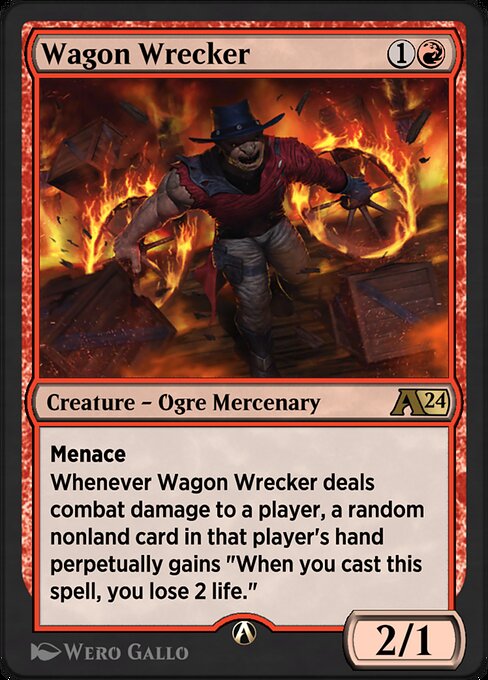 Wagon Wrecker 1
Creature – Ogre Mercenary A24
Menace
Whenever Wagon Wrecker deals
combat damage to a player, a random
nonland card in that player's hand
perpetually gains "When you cast this
spell, you lose 2 life."
2/1
Wero Gallo